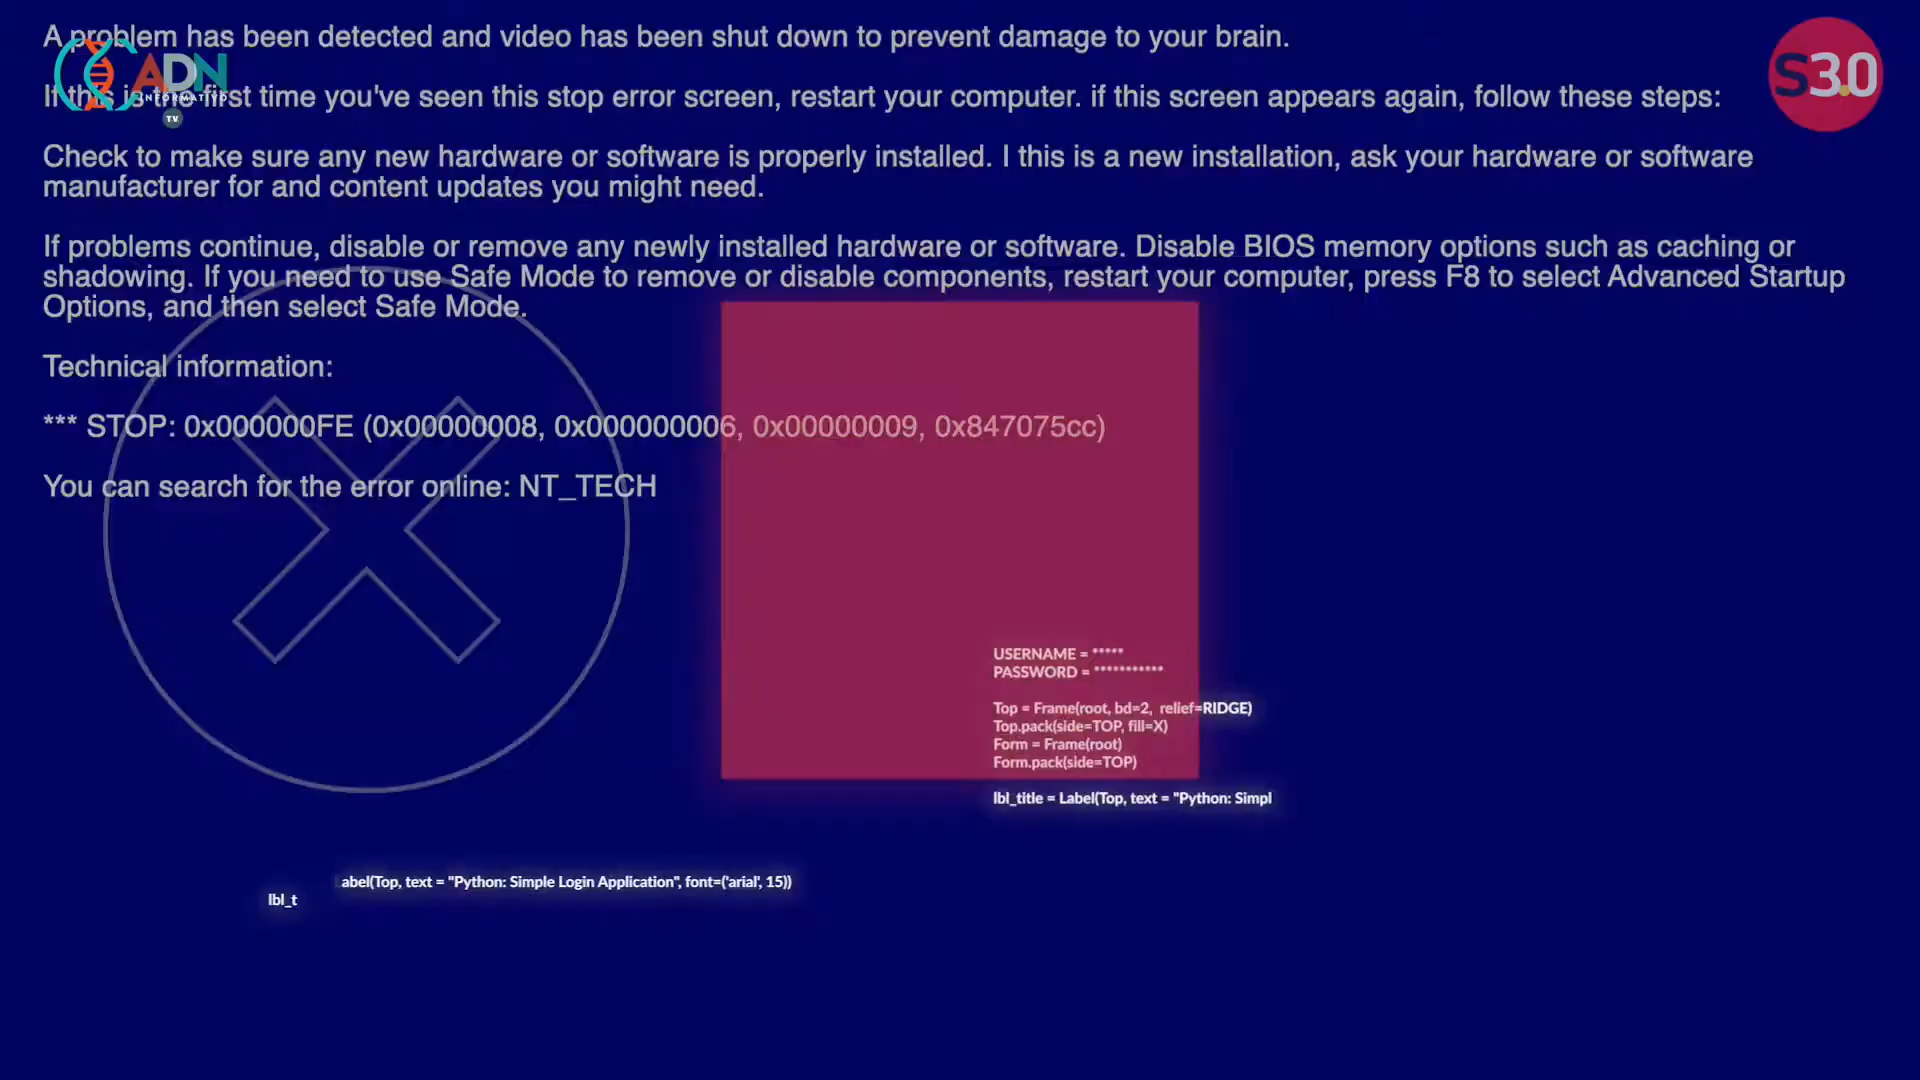 A problem has been detected and video has been shut down to prevent damage to your brain.
ADN
INFORMATIVO
TV
S3.0
If this is the first time you've seen this stop error screen, restart your computer. if this screen appears again, follow these steps:
Check to make sure any new hardware or software is properly installed. I this is a new installation, ask your hardware or software
manufacturer for and content updates you might need.
If problems continue, disable or remove any newly installed hardware or software. Disable BIOS memory options such as caching or
shadowing. If you need to use Safe Mode to remove or disable components, restart your computer, press F8 to select Advanced Startup
Options, and then select Safe Mode.
Technical information:
*** STOP: 0x000000FE (0x00000008, 0x000000006, 0x00000009, 0x847075cc)
You can search for the error online: NT_TECH
USERNAME = *****
PASSWORD = ***********
Top = Frame(root, bd=2,  relief=RIDGE)
Top.pack(side=TOP, fill=X)
Form = Frame(root)
Form.pack(side=TOP)
lbl_title = Label(Top, text = "Python: Simpl
abel(Top, text = "Python: Simple Login Application", font=('arial', 15))
lbl_t